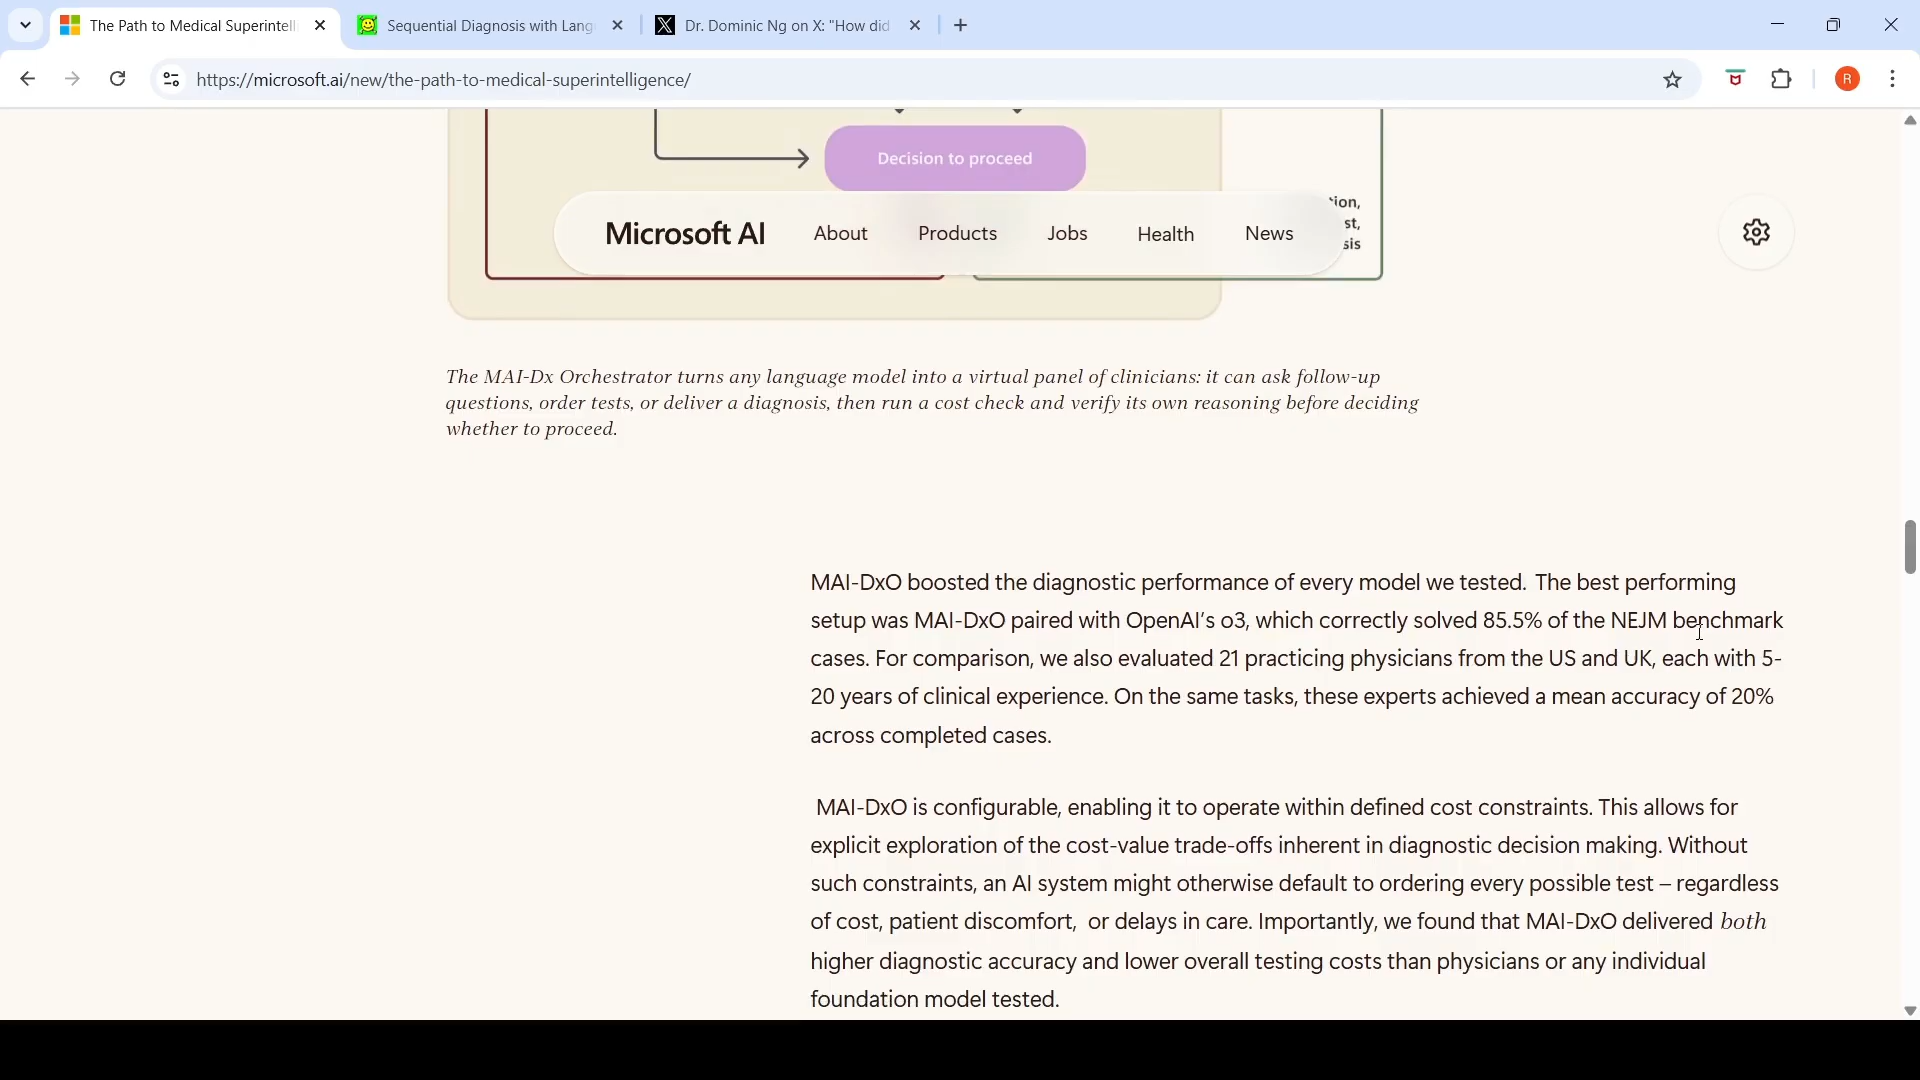 The Path to Medical Superintell
Sequential Diagnosis with Lang
Dr. Dominic Ng on X: "How did
https://microsoft.ai/new/the-path-to-medical-superintelligence/
R
Decision to proceed
Microsoft AI
About
Products
Jobs
Health
News
The MAI-Dx Orchestrator turns any language model into a virtual panel of clinicians: it can ask follow-up
questions, order tests, or deliver a diagnosis, then run a cost check and verify its own reasoning before deciding
whether to proceed.
MAI-DxO boosted the diagnostic performance of every model we tested. The best performing
setup was MAI-DxO paired with OpenAI’s o3, which correctly solved 85.5% of the NEJM benchmark
cases. For comparison, we also evaluated 21 practicing physicians from the US and UK, each with 5-
20 years of clinical experience. On the same tasks, these experts achieved a mean accuracy of 20%
across completed cases.
MAI-DxO is configurable, enabling it to operate within defined cost constraints. This allows for
explicit exploration of the cost-value trade-offs inherent in diagnostic decision making. Without
such constraints, an AI system might otherwise default to ordering every possible test – regardless
of cost, patient discomfort, or delays in care. Importantly, we found that MAI-DxO delivered both
higher diagnostic accuracy and lower overall testing costs than physicians or any individual
foundation model tested.